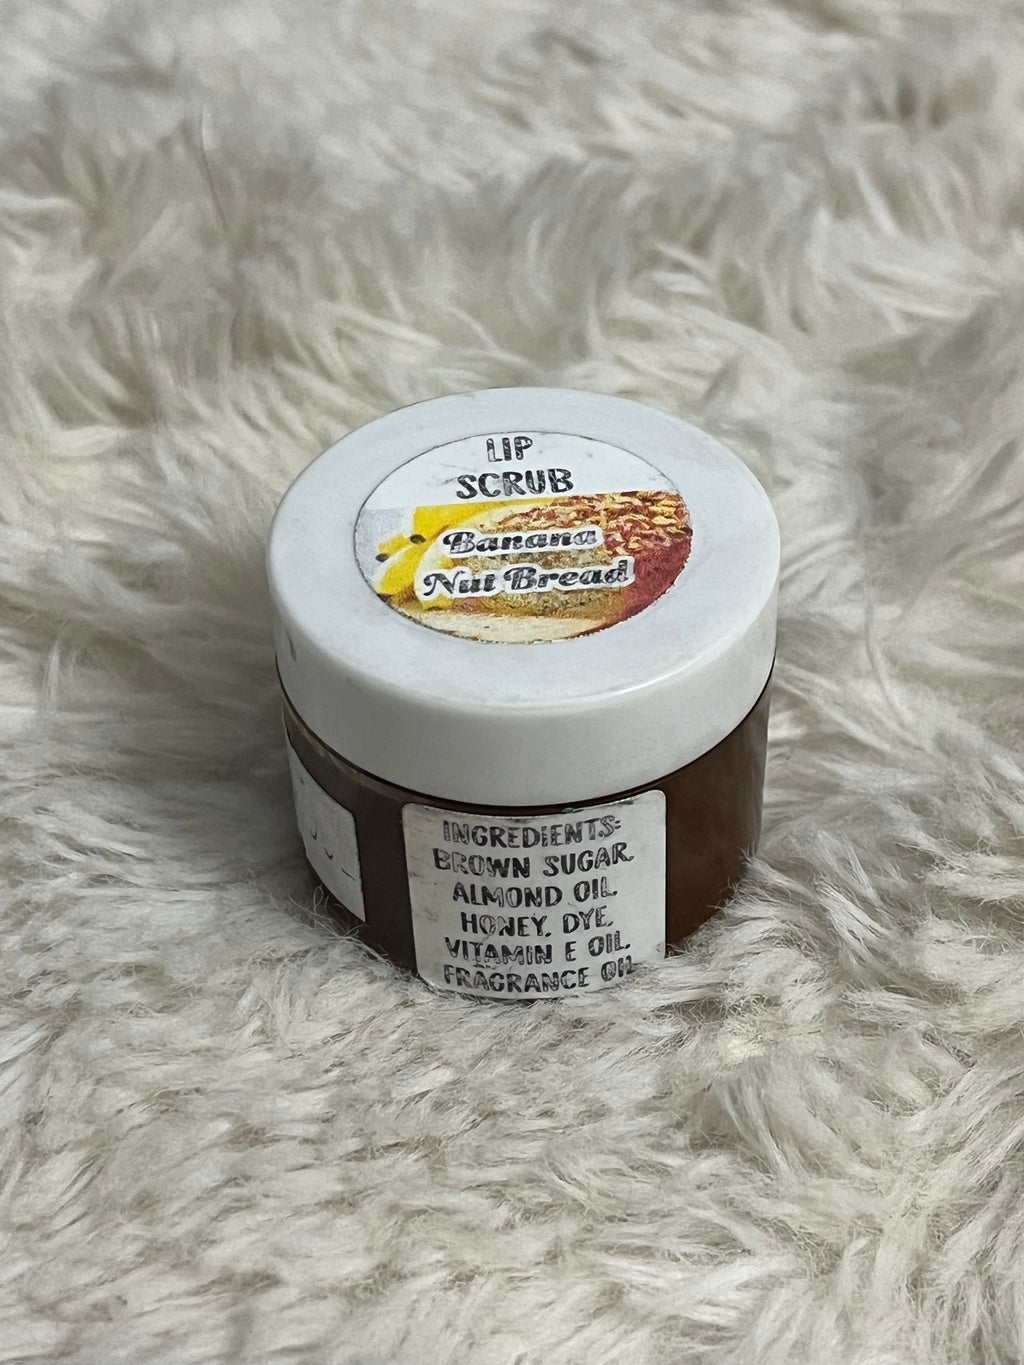 LIP
SCRUB
Banana
Nut Bread
INGREDIENTS:
BROWN SUGAR,
ALMOND OIL,
HONEY, DYE,
VITAMIN E OIL,
FRAGRANCE OIL